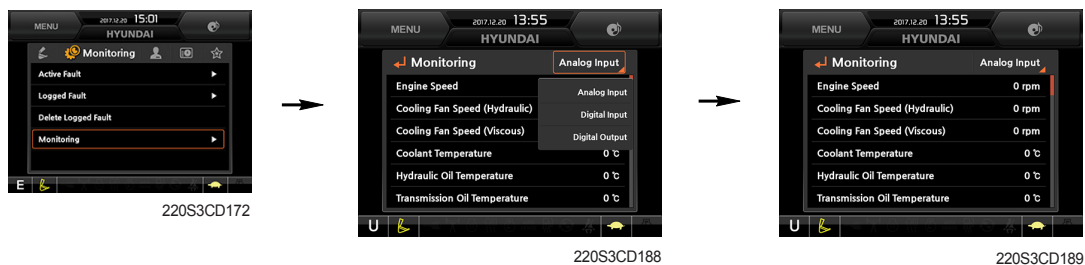 MENU
2017.12.20 15:01
HYUNDAI
Monitoring
Active Fault
Logged Fault
Delete Logged Fault
Monitoring
E
220S3CD172
MENU
2017.12.20 13:55
HYUNDAI
Monitoring Analog Input
Engine Speed
Analog Input
Cooling Fan Speed (Hydraulic)
Digital Input
Cooling Fan Speed (Viscous)
Digital Output
Coolant Temperature 0 ℃
Hydraulic Oil Temperature 0 ℃
Transmission Oil Temperature 0 ℃
U
220S3CD188
MENU
2017.12.20 13:55
HYUNDAI
Monitoring Analog Input
Engine Speed 0 rpm
Cooling Fan Speed (Hydraulic) 0 rpm
Cooling Fan Speed (Viscous) 0 rpm
Coolant Temperature 0 ℃
Hydraulic Oil Temperature 0 ℃
Transmission Oil Temperature 0 ℃
U
220S3CD189